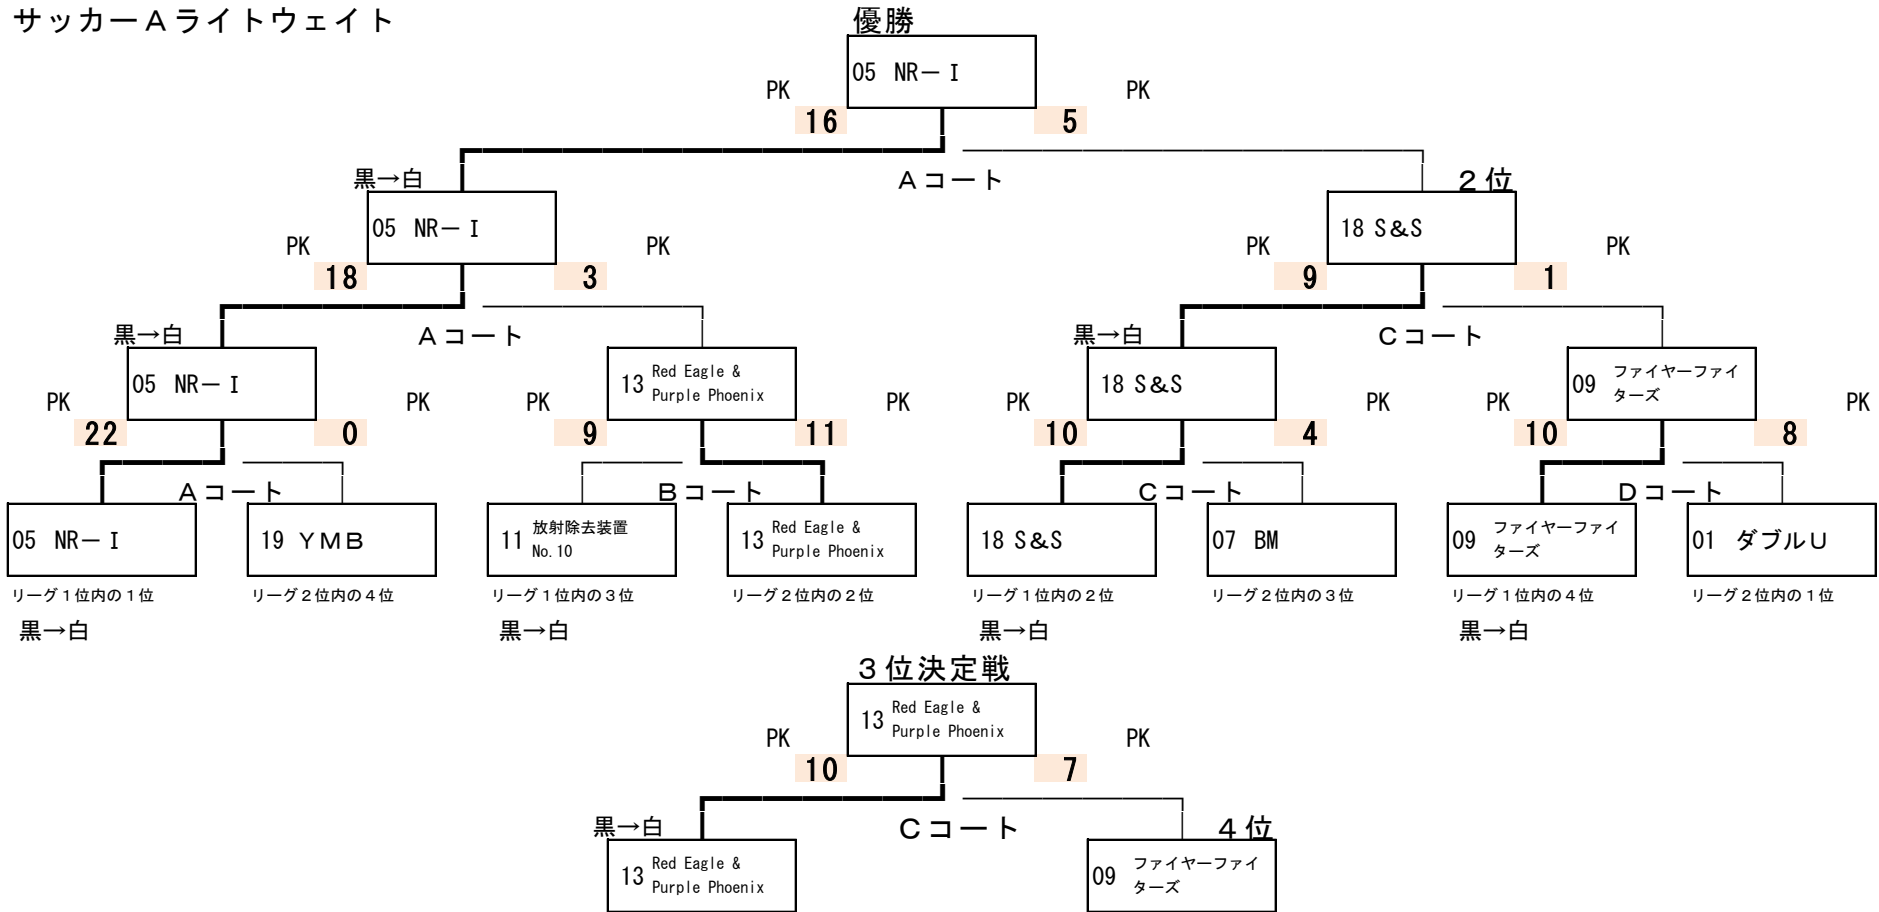 サッカーAライトウェイト
優勝
05 NR－I
PK
PK
16
5
Aコート
黒→白
2位
05 NR－I
18 S&S
PK
PK
PK
PK
18
3
9
1
Aコート
Cコート
黒→白
黒→白
05 NR－I
13 Red Eagle &
Purple Phoenix
18 S&S
09 ファイヤーファイ
ターズ
PK
PK
PK
PK
PK
PK
PK
PK
22
0
9
11
10
4
10
8
Aコート
Bコート
Cコート
Dコート
05 NR－I
19 YMB
11 放射除去装置
No.10
13 Red Eagle &
Purple Phoenix
18 S&S
07 BM
09 ファイヤーファイ
ターズ
01 ダブルU
リーグ1位内の1位
リーグ2位内の4位
リーグ1位内の3位
リーグ2位内の2位
リーグ1位内の2位
リーグ2位内の3位
リーグ1位内の4位
リーグ2位内の1位
黒→白
黒→白
黒→白
黒→白
3位決定戦
13 Red Eagle &
Purple Phoenix
PK
PK
10
7
Cコート
黒→白
4位
13 Red Eagle &
Purple Phoenix
09 ファイヤーファイ
ターズ